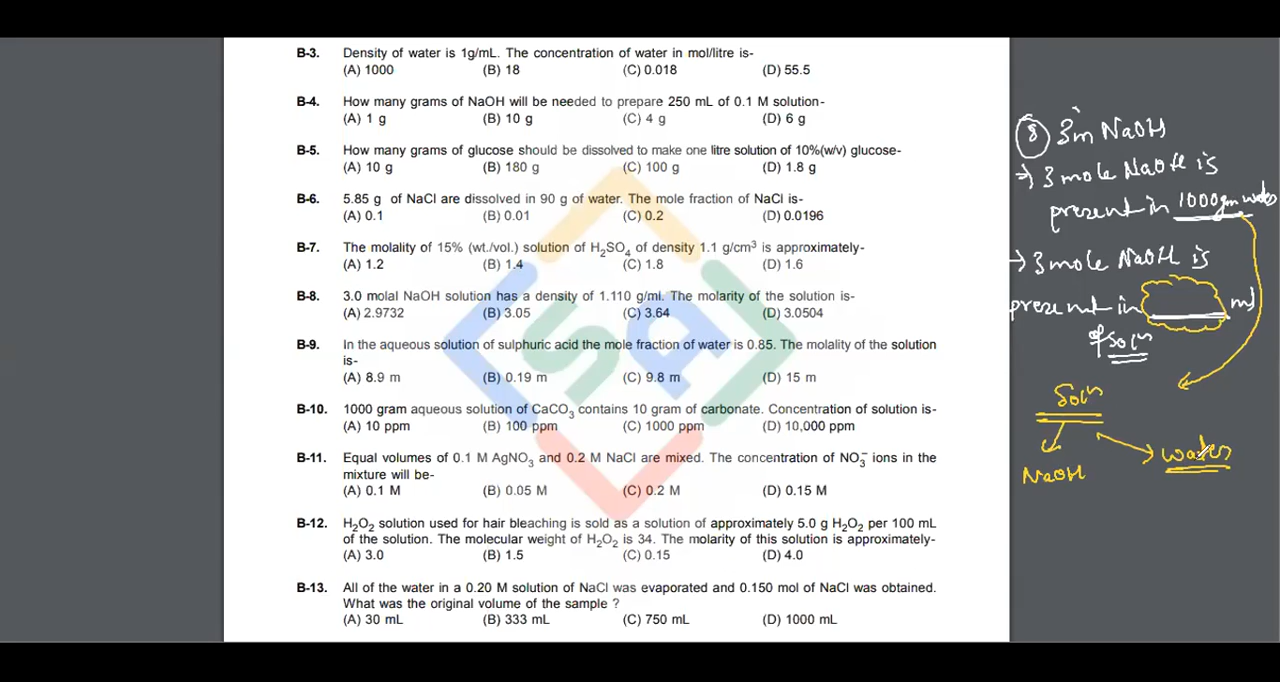 B-3. Density of water is 1g/mL. The concentration of water in mol/litre is-
(A) 1000 (B) 18 (C) 0.018 (D) 55.5
B-4. How many grams of NaOH will be needed to prepare 250 mL of 0.1 M solution-
(A) 1 g (B) 10 g (C) 4 g (D) 6 g
B-5. How many grams of glucose should be dissolved to make one litre solution of 10%(w/v) glucose-
(A) 10 g (B) 180 g (C) 100 g (D) 1.8 g
B-6. 5.85 g of NaCl are dissolved in 90 g of water. The mole fraction of NaCl is-
(A) 0.1 (B) 0.01 (C) 0.2 (D) 0.0196
B-7. The molality of 15% (wt./vol.) solution of H₂SO₄ of density 1.1 g/cm³ is approximately-
(A) 1.2 (B) 1.4 (C) 1.8 (D) 1.6
B-8. 3.0 molal NaOH solution has a density of 1.110 g/ml. The molarity of the solution is-
(A) 2.9732 (B) 3.05 (C) 3.64 (D) 3.0504
B-9. In the aqueous solution of sulphuric acid the mole fraction of water is 0.85. The molality of the solution
is-
(A) 8.9 m (B) 0.19 m (C) 9.8 m (D) 15 m
B-10. 1000 gram aqueous solution of CaCO₃ contains 10 gram of carbonate. Concentration of solution is-
(A) 10 ppm (B) 100 ppm (C) 1000 ppm (D) 10,000 ppm
B-11. Equal volumes of 0.1 M AgNO₃ and 0.2 M NaCl are mixed. The concentration of NO₃⁻ ions in the
mixture will be-
(A) 0.1 M (B) 0.05 M (C) 0.2 M (D) 0.15 M
B-12. H₂O₂ solution used for hair bleaching is sold as a solution of approximately 5.0 g H₂O₂ per 100 mL
of the solution. The molecular weight of H₂O₂ is 34. The molarity of this solution is approximately-
(A) 3.0 (B) 1.5 (C) 0.15 (D) 4.0
B-13. All of the water in a 0.20 M solution of NaCl was evaporated and 0.150 mol of NaCl was obtained.
What was the original volume of the sample ?
(A) 30 mL (B) 333 mL (C) 750 mL (D) 1000 mL
SA
8 3m NaOH
→ 3 mole NaOH is
present in 1000gm water
→ 3 mole NaOH is
present in ml
of Soln
Soln
water
NaOH